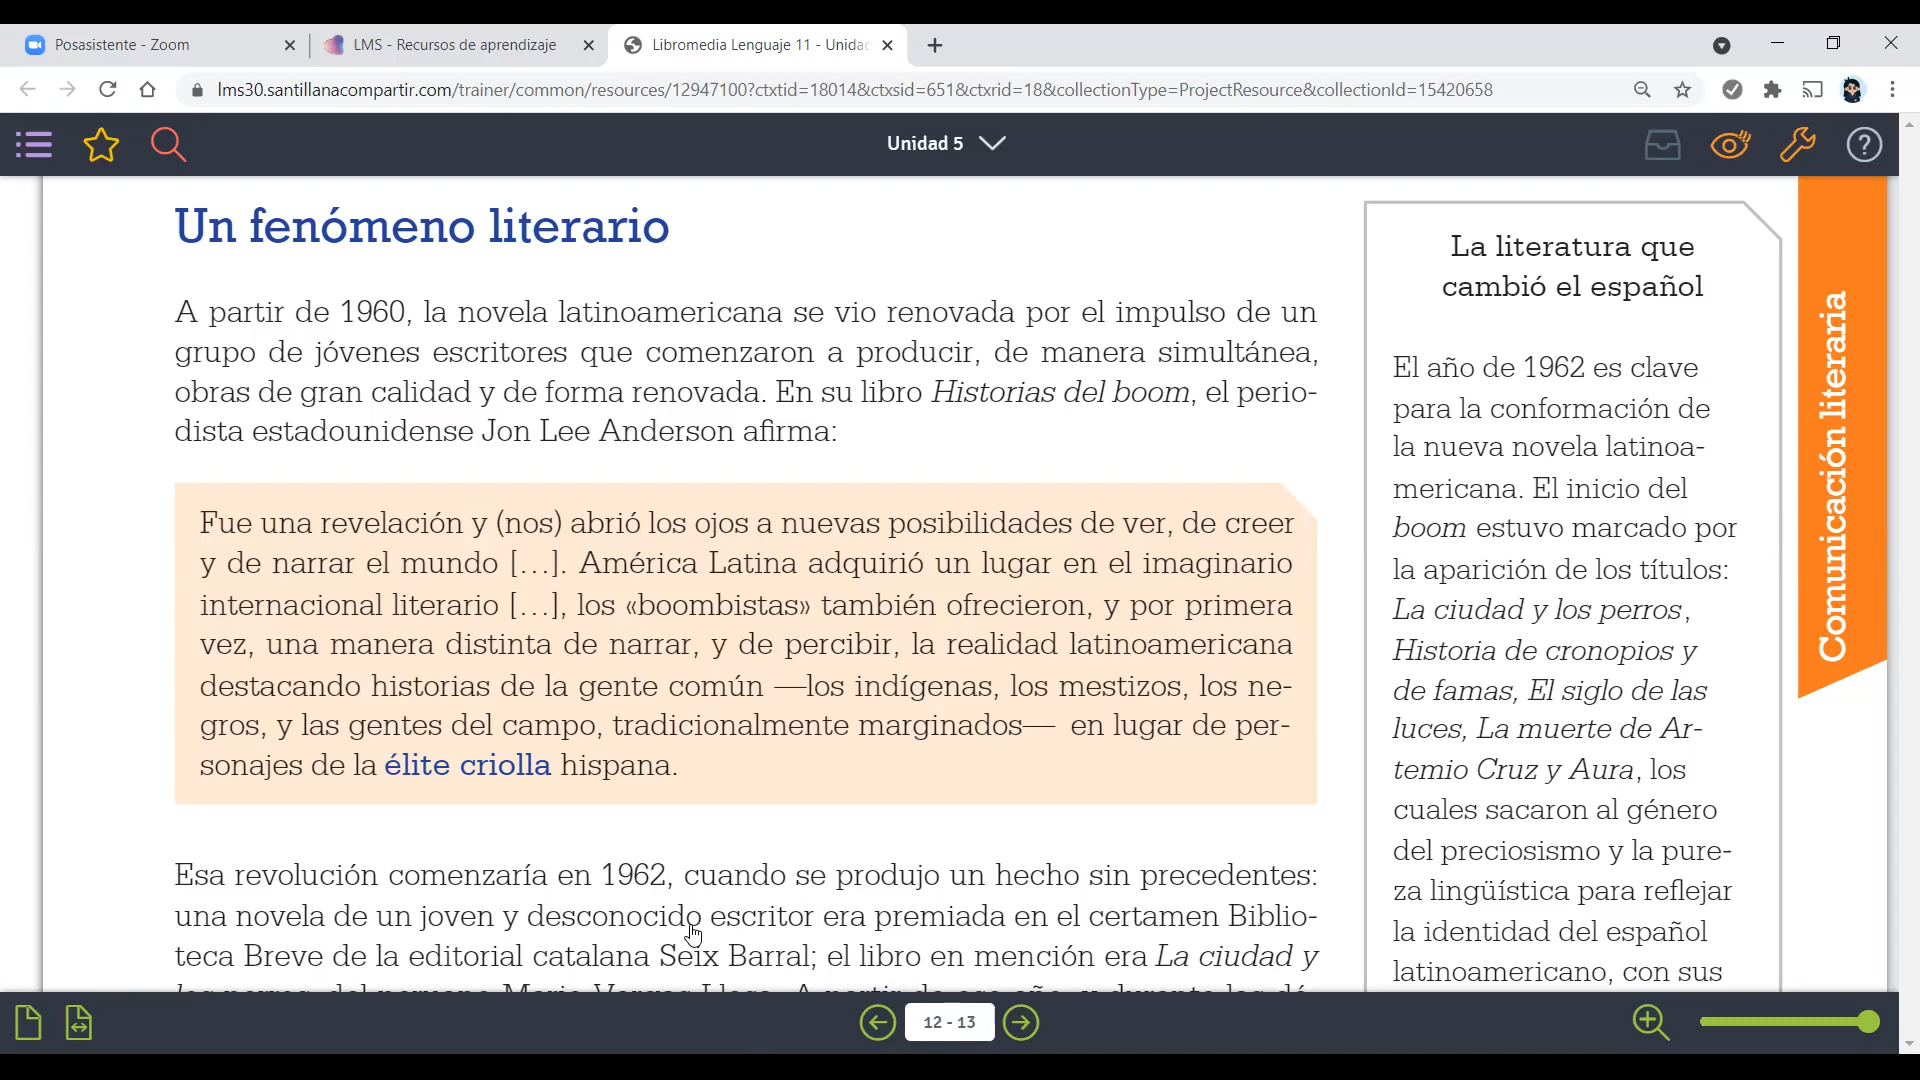 Posasistente - Zoom
LMS - Recursos de aprendizaje
Libromedia Lenguaje 11 - Unidad
lms30.santillanacompartir.com/trainer/common/resources/12947100?ctxtid=18014&ctxsid=651&ctxrid=18&collectionType=ProjectResource&collectionId=15420658
Unidad 5
Un fenómeno literario
A partir de 1960, la novela latinoamericana se vio renovada por el impulso de un
grupo de jóvenes escritores que comenzaron a producir, de manera simultánea,
obras de gran calidad y de forma renovada. En su libro Historias del boom, el perio-
dista estadounidense Jon Lee Anderson afirma:
Fue una revelación y (nos) abrió los ojos a nuevas posibilidades de ver, de creer
y de narrar el mundo [...]. América Latina adquirió un lugar en el imaginario
internacional literario [...], los «boombistas» también ofrecieron, y por primera
vez, una manera distinta de narrar, y de percibir, la realidad latinoamericana
destacando historias de la gente común —los indígenas, los mestizos, los ne-
gros, y las gentes del campo, tradicionalmente marginados— en lugar de per-
sonajes de la élite criolla hispana.
Esa revolución comenzaría en 1962, cuando se produjo un hecho sin precedentes:
una novela de un joven y desconocido escritor era premiada en el certamen Biblio-
teca Breve de la editorial catalana Seix Barral; el libro en mención era La ciudad y
La literatura que
cambió el español
El año de 1962 es clave
para la conformación de
la nueva novela latinoa-
mericana. El inicio del
boom estuvo marcado por
la aparición de los títulos:
La ciudad y los perros,
Historia de cronopios y
de famas, El siglo de las
luces, La muerte de Ar-
temio Cruz y Aura, los
cuales sacaron al género
del preciosismo y la pure-
za lingüística para reflejar
la identidad del español
latinoamericano, con sus
Comunicación literaria
12 - 13